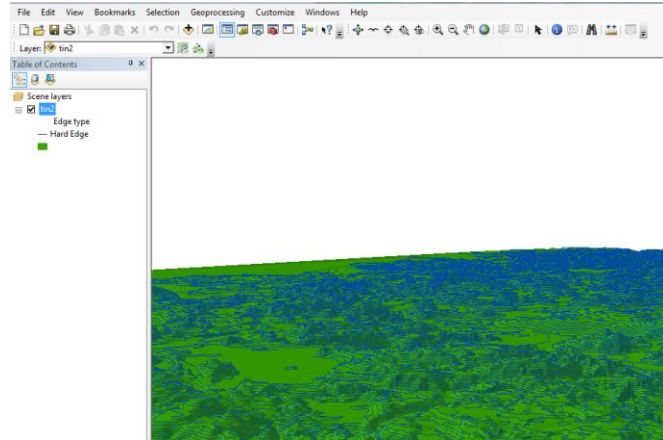 File Edit View Bookmarks Selection Geoprocessing Customize Windows Help
Layer: tin2
Table of Contents
Scene layers
tin2
Edge type
Hard Edge